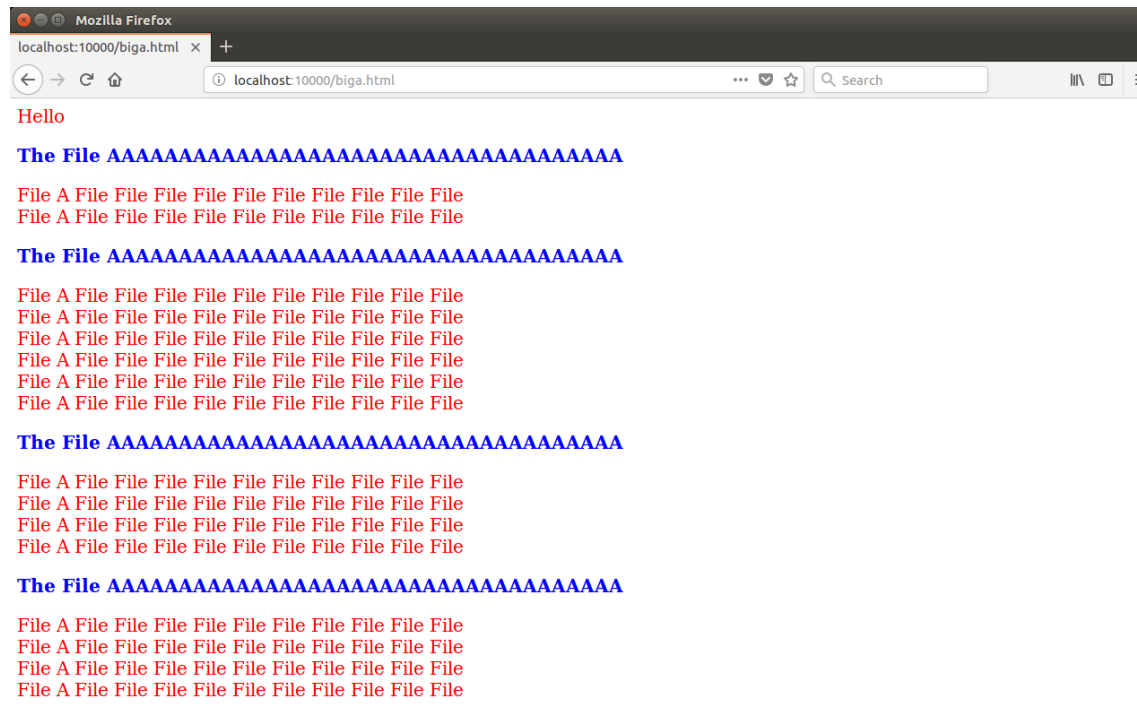 Mozilla Firefox
localhost:10000/biga.html
localhost:10000/biga.html
Search
Hello
The File AAAAAAAAAAAAAAAAAAAAAAAAAAAAAAAAAAAA
File A File File File File File File File File File File
File A File File File File File File File File File File
The File AAAAAAAAAAAAAAAAAAAAAAAAAAAAAAAAAAAA
File A File File File File File File File File File File
File A File File File File File File File File File File
File A File File File File File File File File File File
File A File File File File File File File File File File
File A File File File File File File File File File File
File A File File File File File File File File File File
The File AAAAAAAAAAAAAAAAAAAAAAAAAAAAAAAAAAAA
File A File File File File File File File File File File
File A File File File File File File File File File File
File A File File File File File File File File File File
File A File File File File File File File File File File
The File AAAAAAAAAAAAAAAAAAAAAAAAAAAAAAAAAAAA
File A File File File File File File File File File File
File A File File File File File File File File File File
File A File File File File File File File File File File
File A File File File File File File File File File File